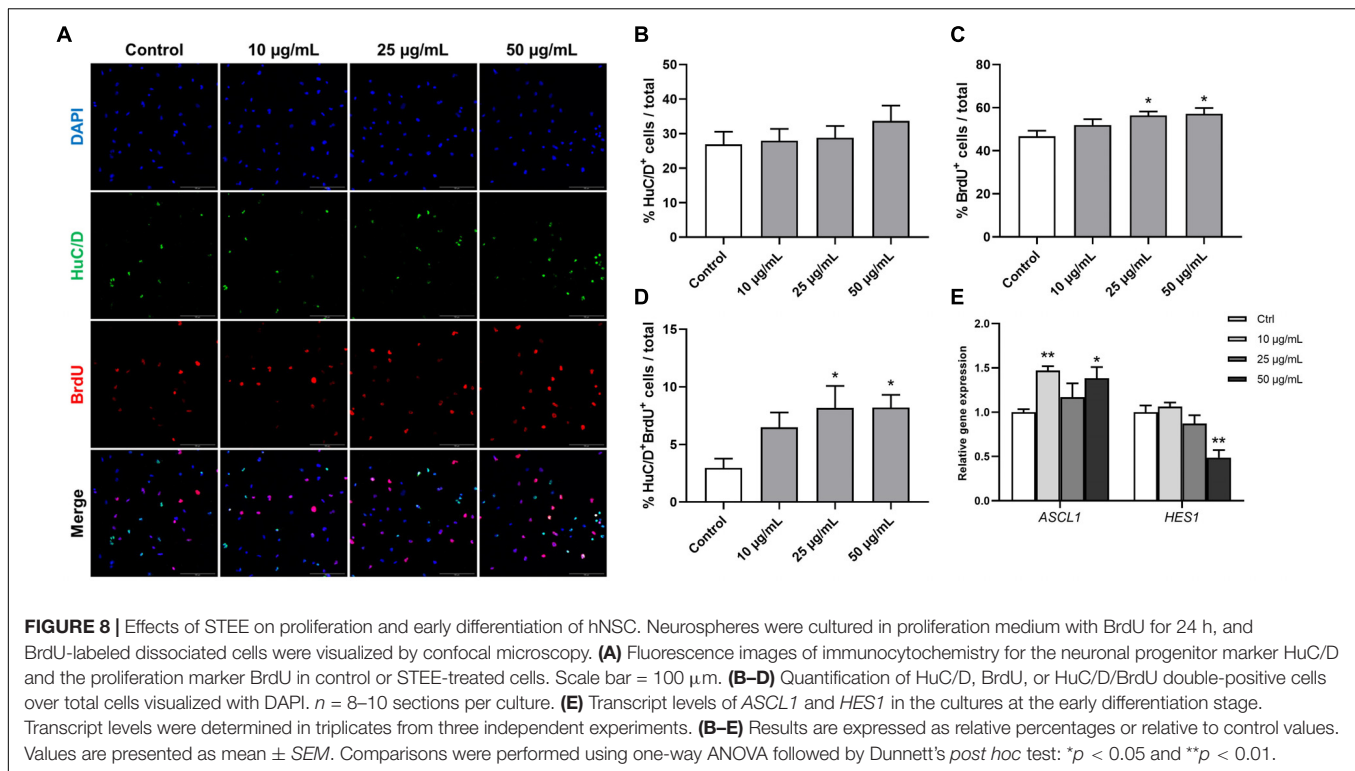 A
Control 10 µg/mL 25 µg/mL 50 µg/mL
DAPI
HuC/D
BrdU
Merge
B
% HuC/D+ cells / total
50
40
30
20
10
0
Control 10 µg/mL 25 µg/mL 50 µg/mL
C
% BrdU+ cells / total
80
60
40
20
0
* *
Control 10 µg/mL 25 µg/mL 50 µg/mL
D
% HuC/D+BrdU+ cells / total
15
10
5
0
* *
Control 10 µg/mL 25 µg/mL 50 µg/mL
E
Relative gene expression
2.0
1.5
1.0
0.5
0.0
** * **
ASCL1 HES1
Ctrl
10 µg/mL
25 µg/mL
50 µg/mL
FIGURE 8 | Effects of STEE on proliferation and early differentiation of hNSC. Neurospheres were cultured in proliferation medium with BrdU for 24 h, and
BrdU-labeled dissociated cells were visualized by confocal microscopy. (A) Fluorescence images of immunocytochemistry for the neuronal progenitor marker HuC/D
and the proliferation marker BrdU in control or STEE-treated cells. Scale bar = 100 µm. (B–D) Quantification of HuC/D, BrdU, or HuC/D/BrdU double-positive cells
over total cells visualized with DAPI. n = 8–10 sections per culture. (E) Transcript levels of ASCL1 and HES1 in the cultures at the early differentiation stage.
Transcript levels were determined in triplicates from three independent experiments. (B–E) Results are expressed as relative percentages or relative to control values.
Values are presented as mean ± SEM. Comparisons were performed using one-way ANOVA followed by Dunnett's post hoc test: *p < 0.05 and **p < 0.01.